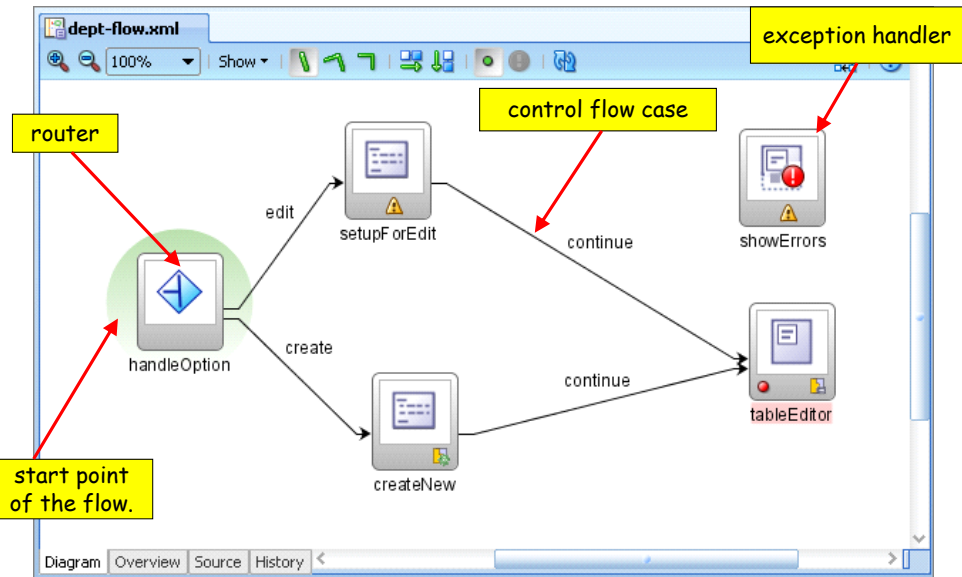 dept-flow.xml
exception handler
100%
Show
control flow case
router
edit
setupForEdit
continue
showErrors
handleOption
create
continue
tableEditor
start point
of the flow.
createNew
Diagram
Overview
Source
History